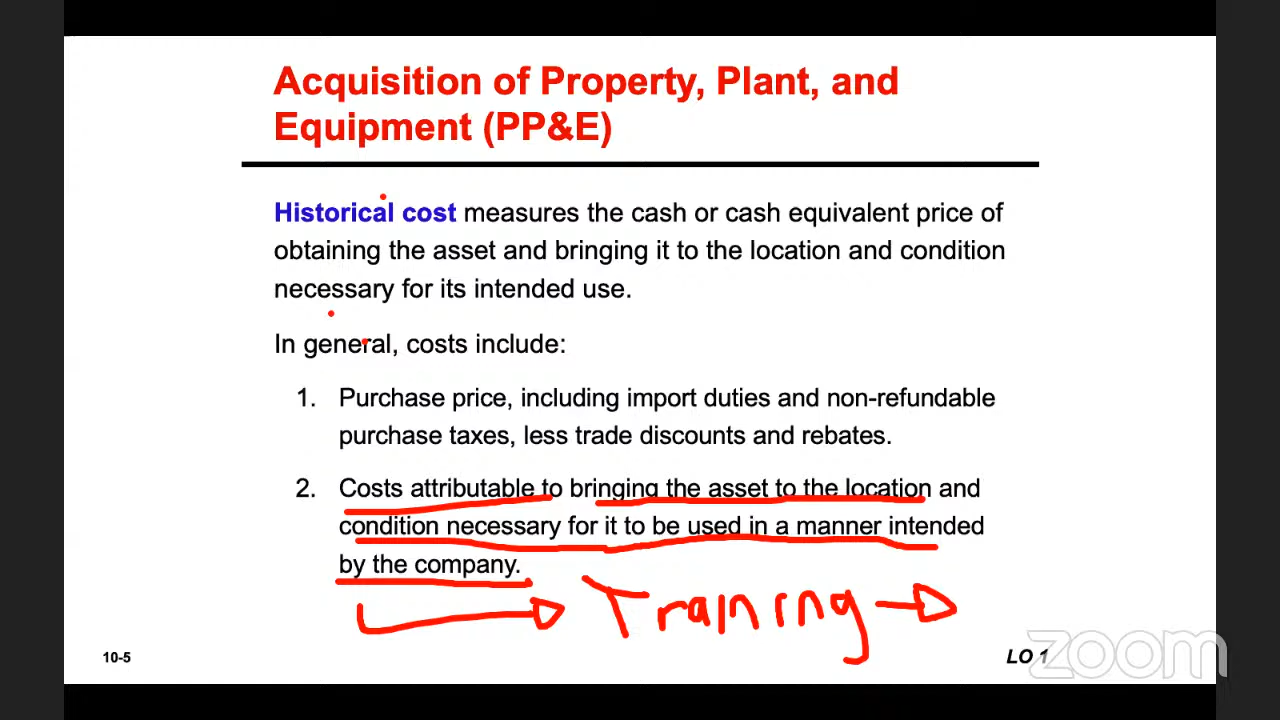 Acquisition of Property, Plant, and
Equipment (PP&E)
Historical cost measures the cash or cash equivalent price of
obtaining the asset and bringing it to the location and condition
necessary for its intended use.
In general, costs include:
1. Purchase price, including import duties and non-refundable
purchase taxes, less trade discounts and rebates.
2. Costs attributable to bringing the asset to the location and
condition necessary for it to be used in a manner intended
by the company.
Training
10-5
LO 1
zoom